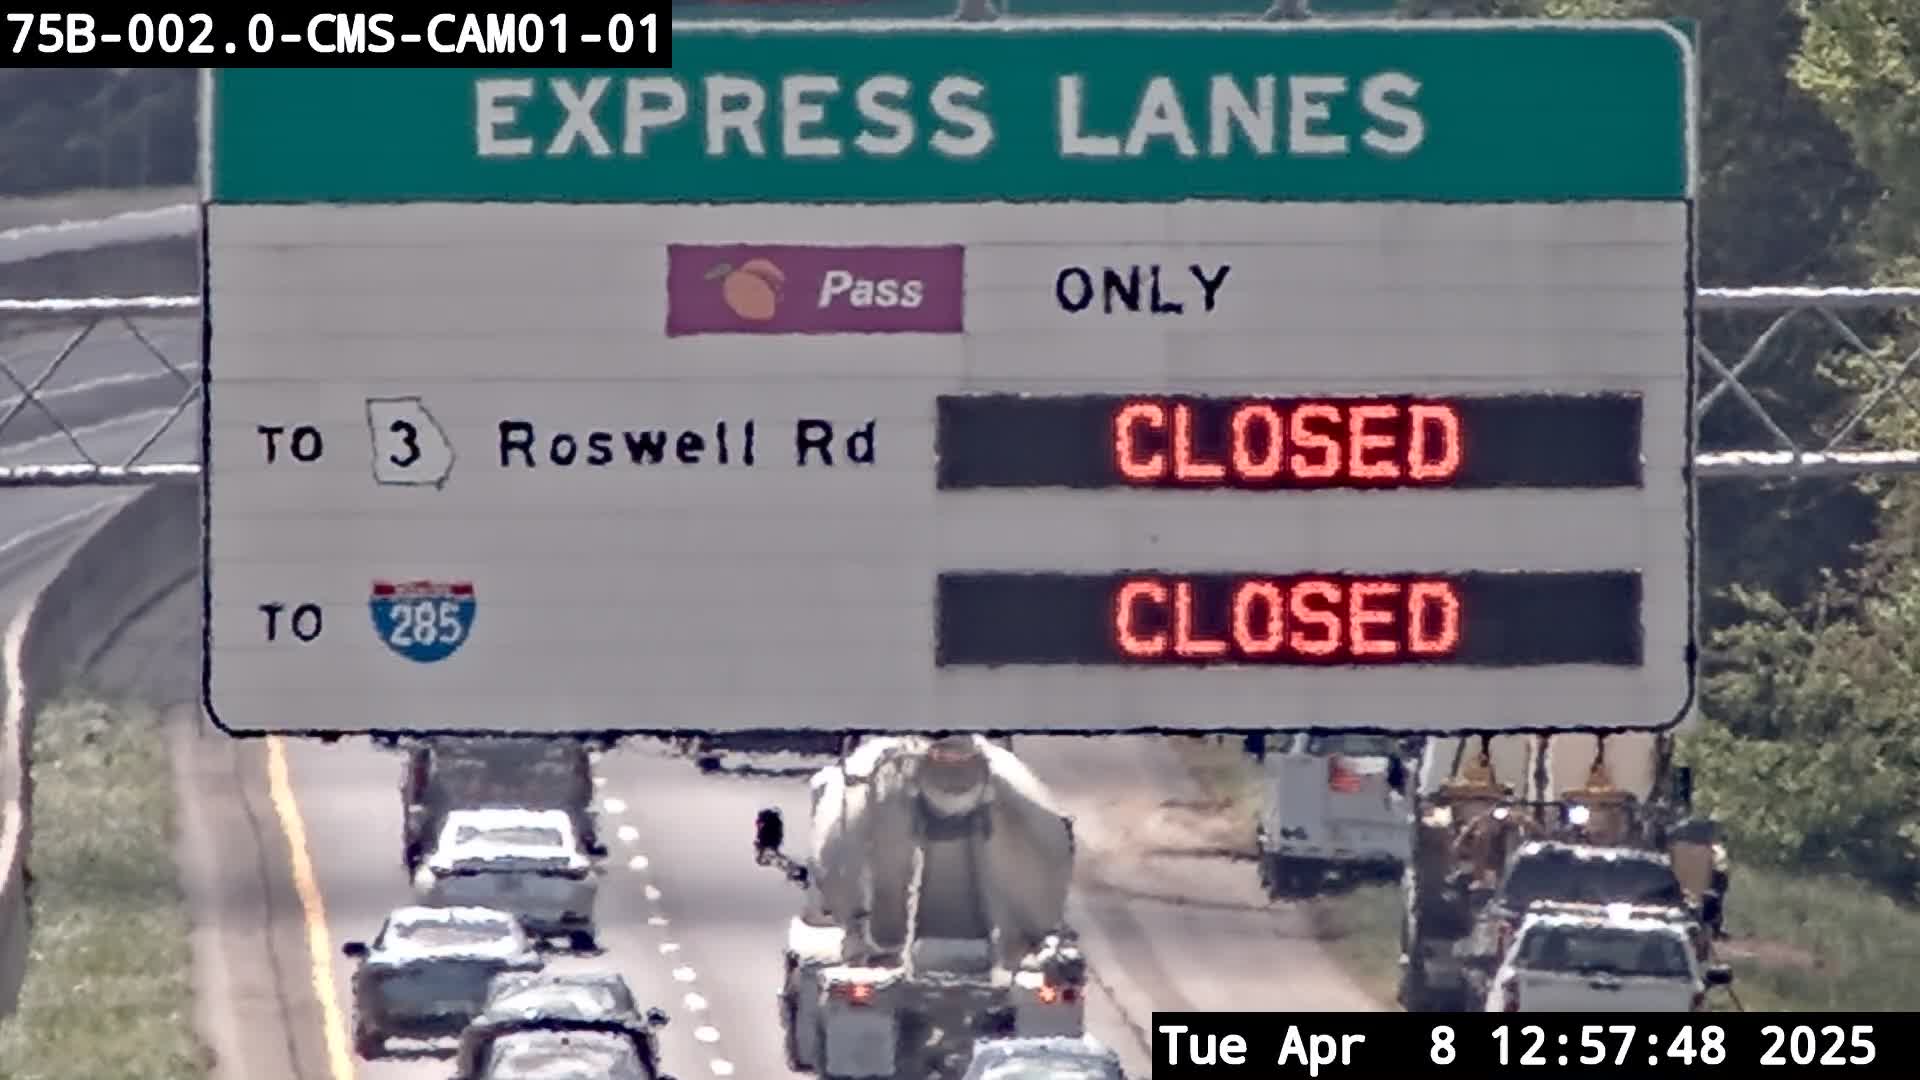 75B-002.0-CMS-CAM01-01
EXPRESS LANES
Pass ONLY
TO 3 Roswell Rd CLOSED
TO 285 CLOSED
Tue Apr 8 12:57:48 2025